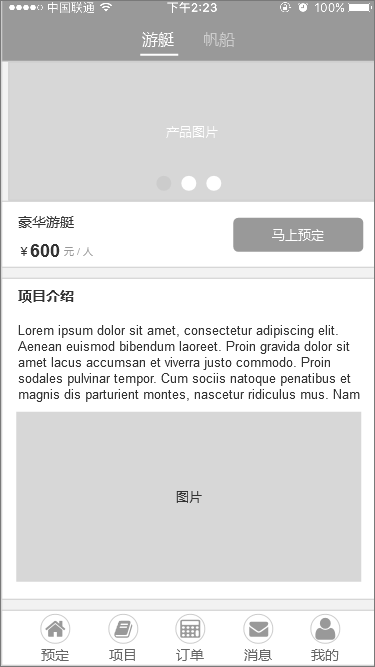 中国联通 下午2:23 100%
游艇 帆船
产品图片
豪华游艇
¥600 元 / 人
马上预定
项目介绍
Lorem ipsum dolor sit amet, consectetur adipiscing elit.
Aenean euismod bibendum laoreet. Proin gravida dolor sit
amet lacus accumsan et viverra justo commodo. Proin
sodales pulvinar tempor. Cum sociis natoque penatibus et
magnis dis parturient montes, nascetur ridiculus mus. Nam
图片
预定 项目 订单 消息 我的